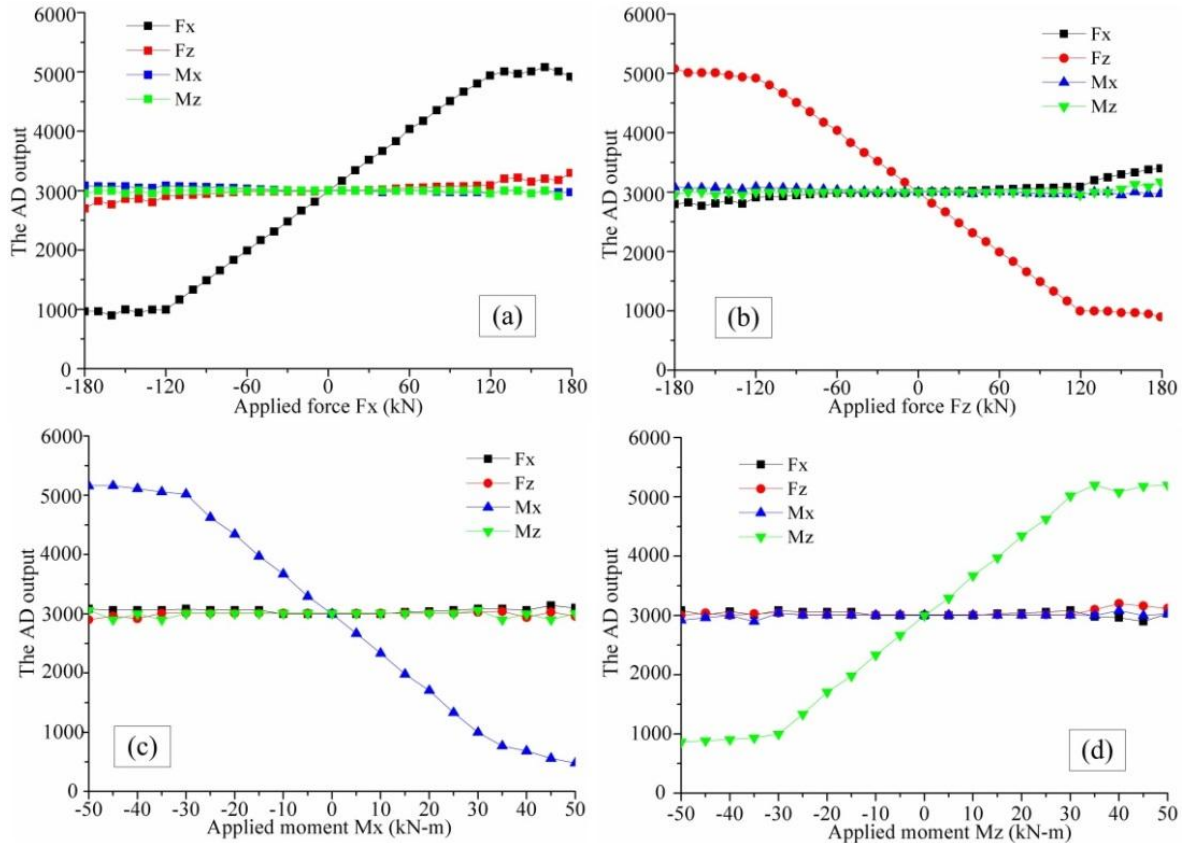 6000
5000
4000
3000
2000
1000
0
The AD output
Fx
Fz
Mx
Mz
(a)
-180 -120 -60 0 60 120 180
Applied force Fx (kN)
6000
5000
4000
3000
2000
1000
0
The AD output
Fx
Fz
Mx
Mz
(b)
-180 -120 -60 0 60 120 180
Applied force Fz (kN)
6000
5000
4000
3000
2000
1000
0
The AD output
Fx
Fz
Mx
Mz
(c)
-50 -40 -30 -20 -10 0 10 20 30 40 50
Applied moment Mx (kN-m)
6000
5000
4000
3000
2000
1000
0
The AD output
Fx
Fz
Mx
Mz
(d)
-50 -40 -30 -20 -10 0 10 20 30 40 50
Applied moment Mz (kN-m)